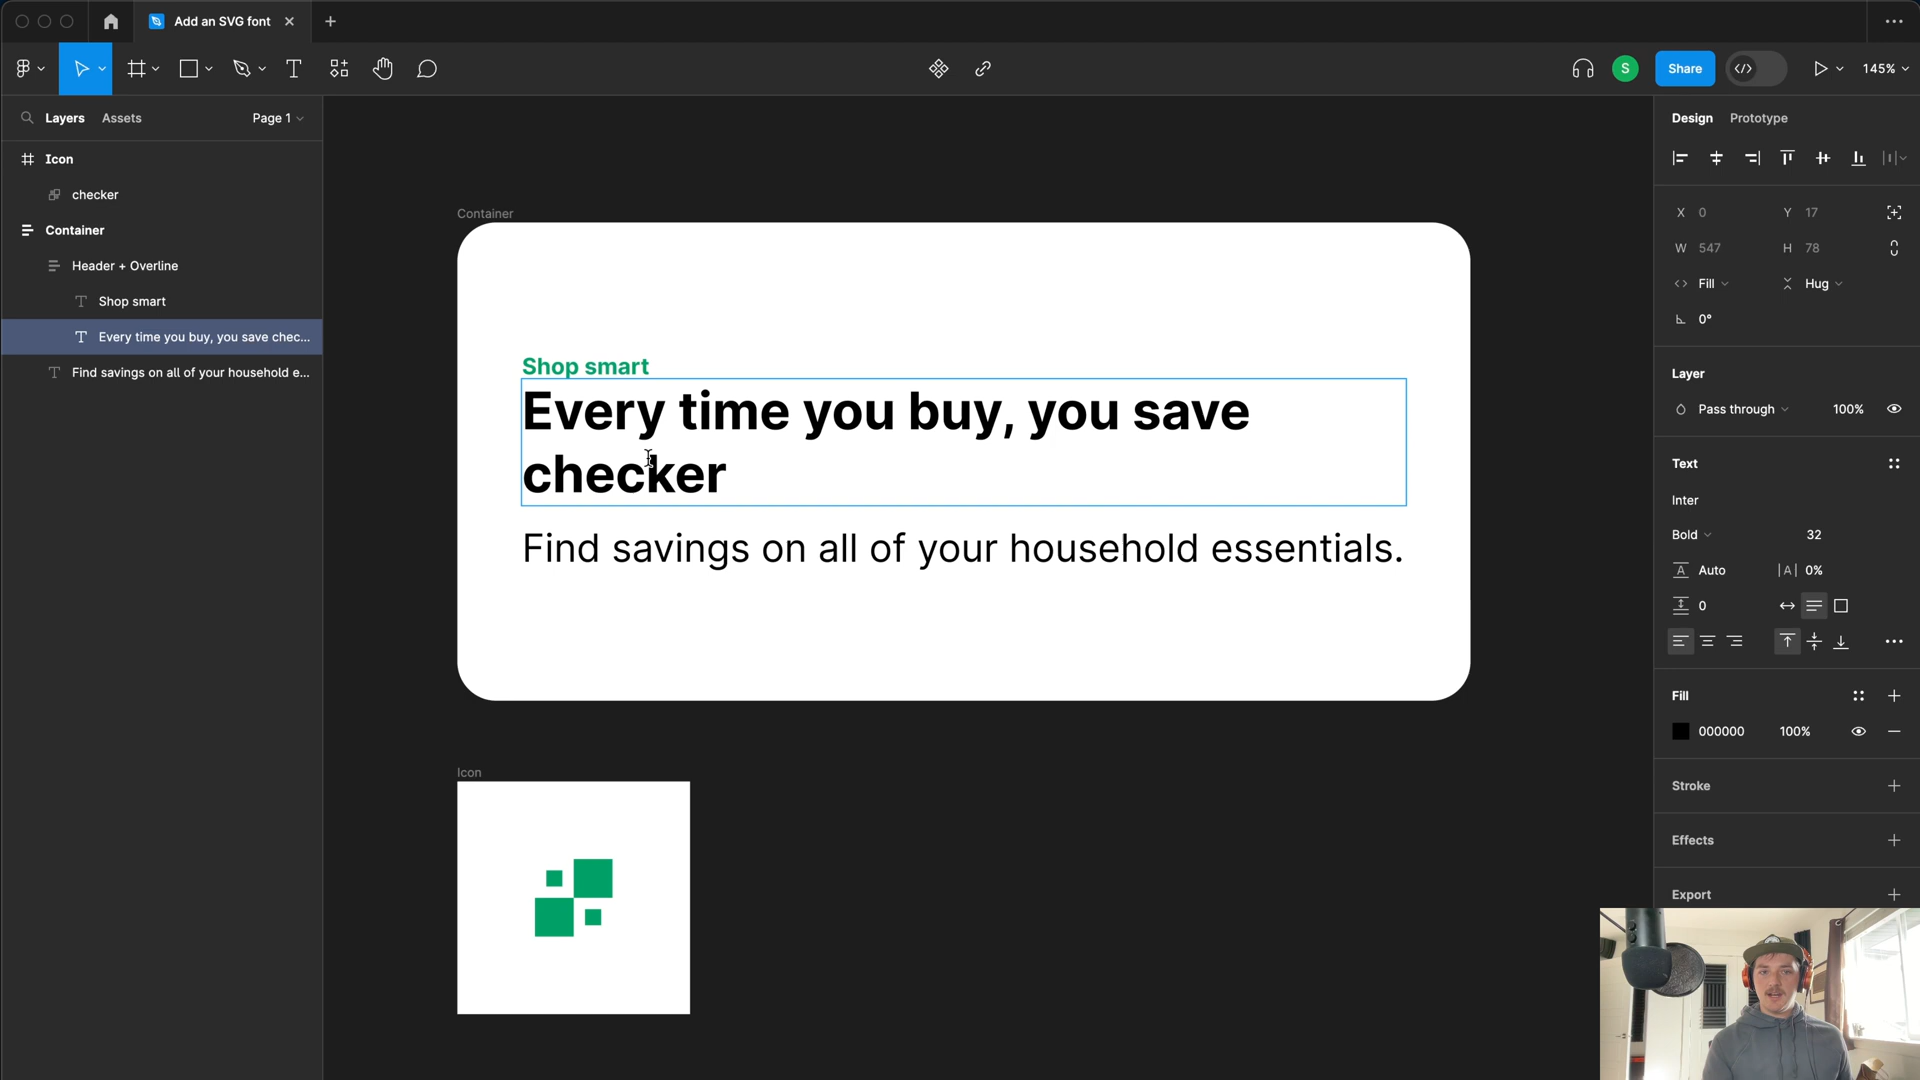 Add an SVG font
S
Share
145%
Layers
Assets
Page 1
Design
Prototype
Icon
checker
Container
Header + Overline
Shop smart
Every time you buy, you save chec...
Find savings on all of your household e...
Container
Shop smart
Every time you buy, you save
checker
Find savings on all of your household essentials.
Icon
X 0
Y 17
W 547
H 78
Fill
Hug
0°
Layer
Pass through
100%
Text
Inter
Bold
32
A Auto
|A| 0%
0
Fill
000000
100%
Stroke
Effects
Export